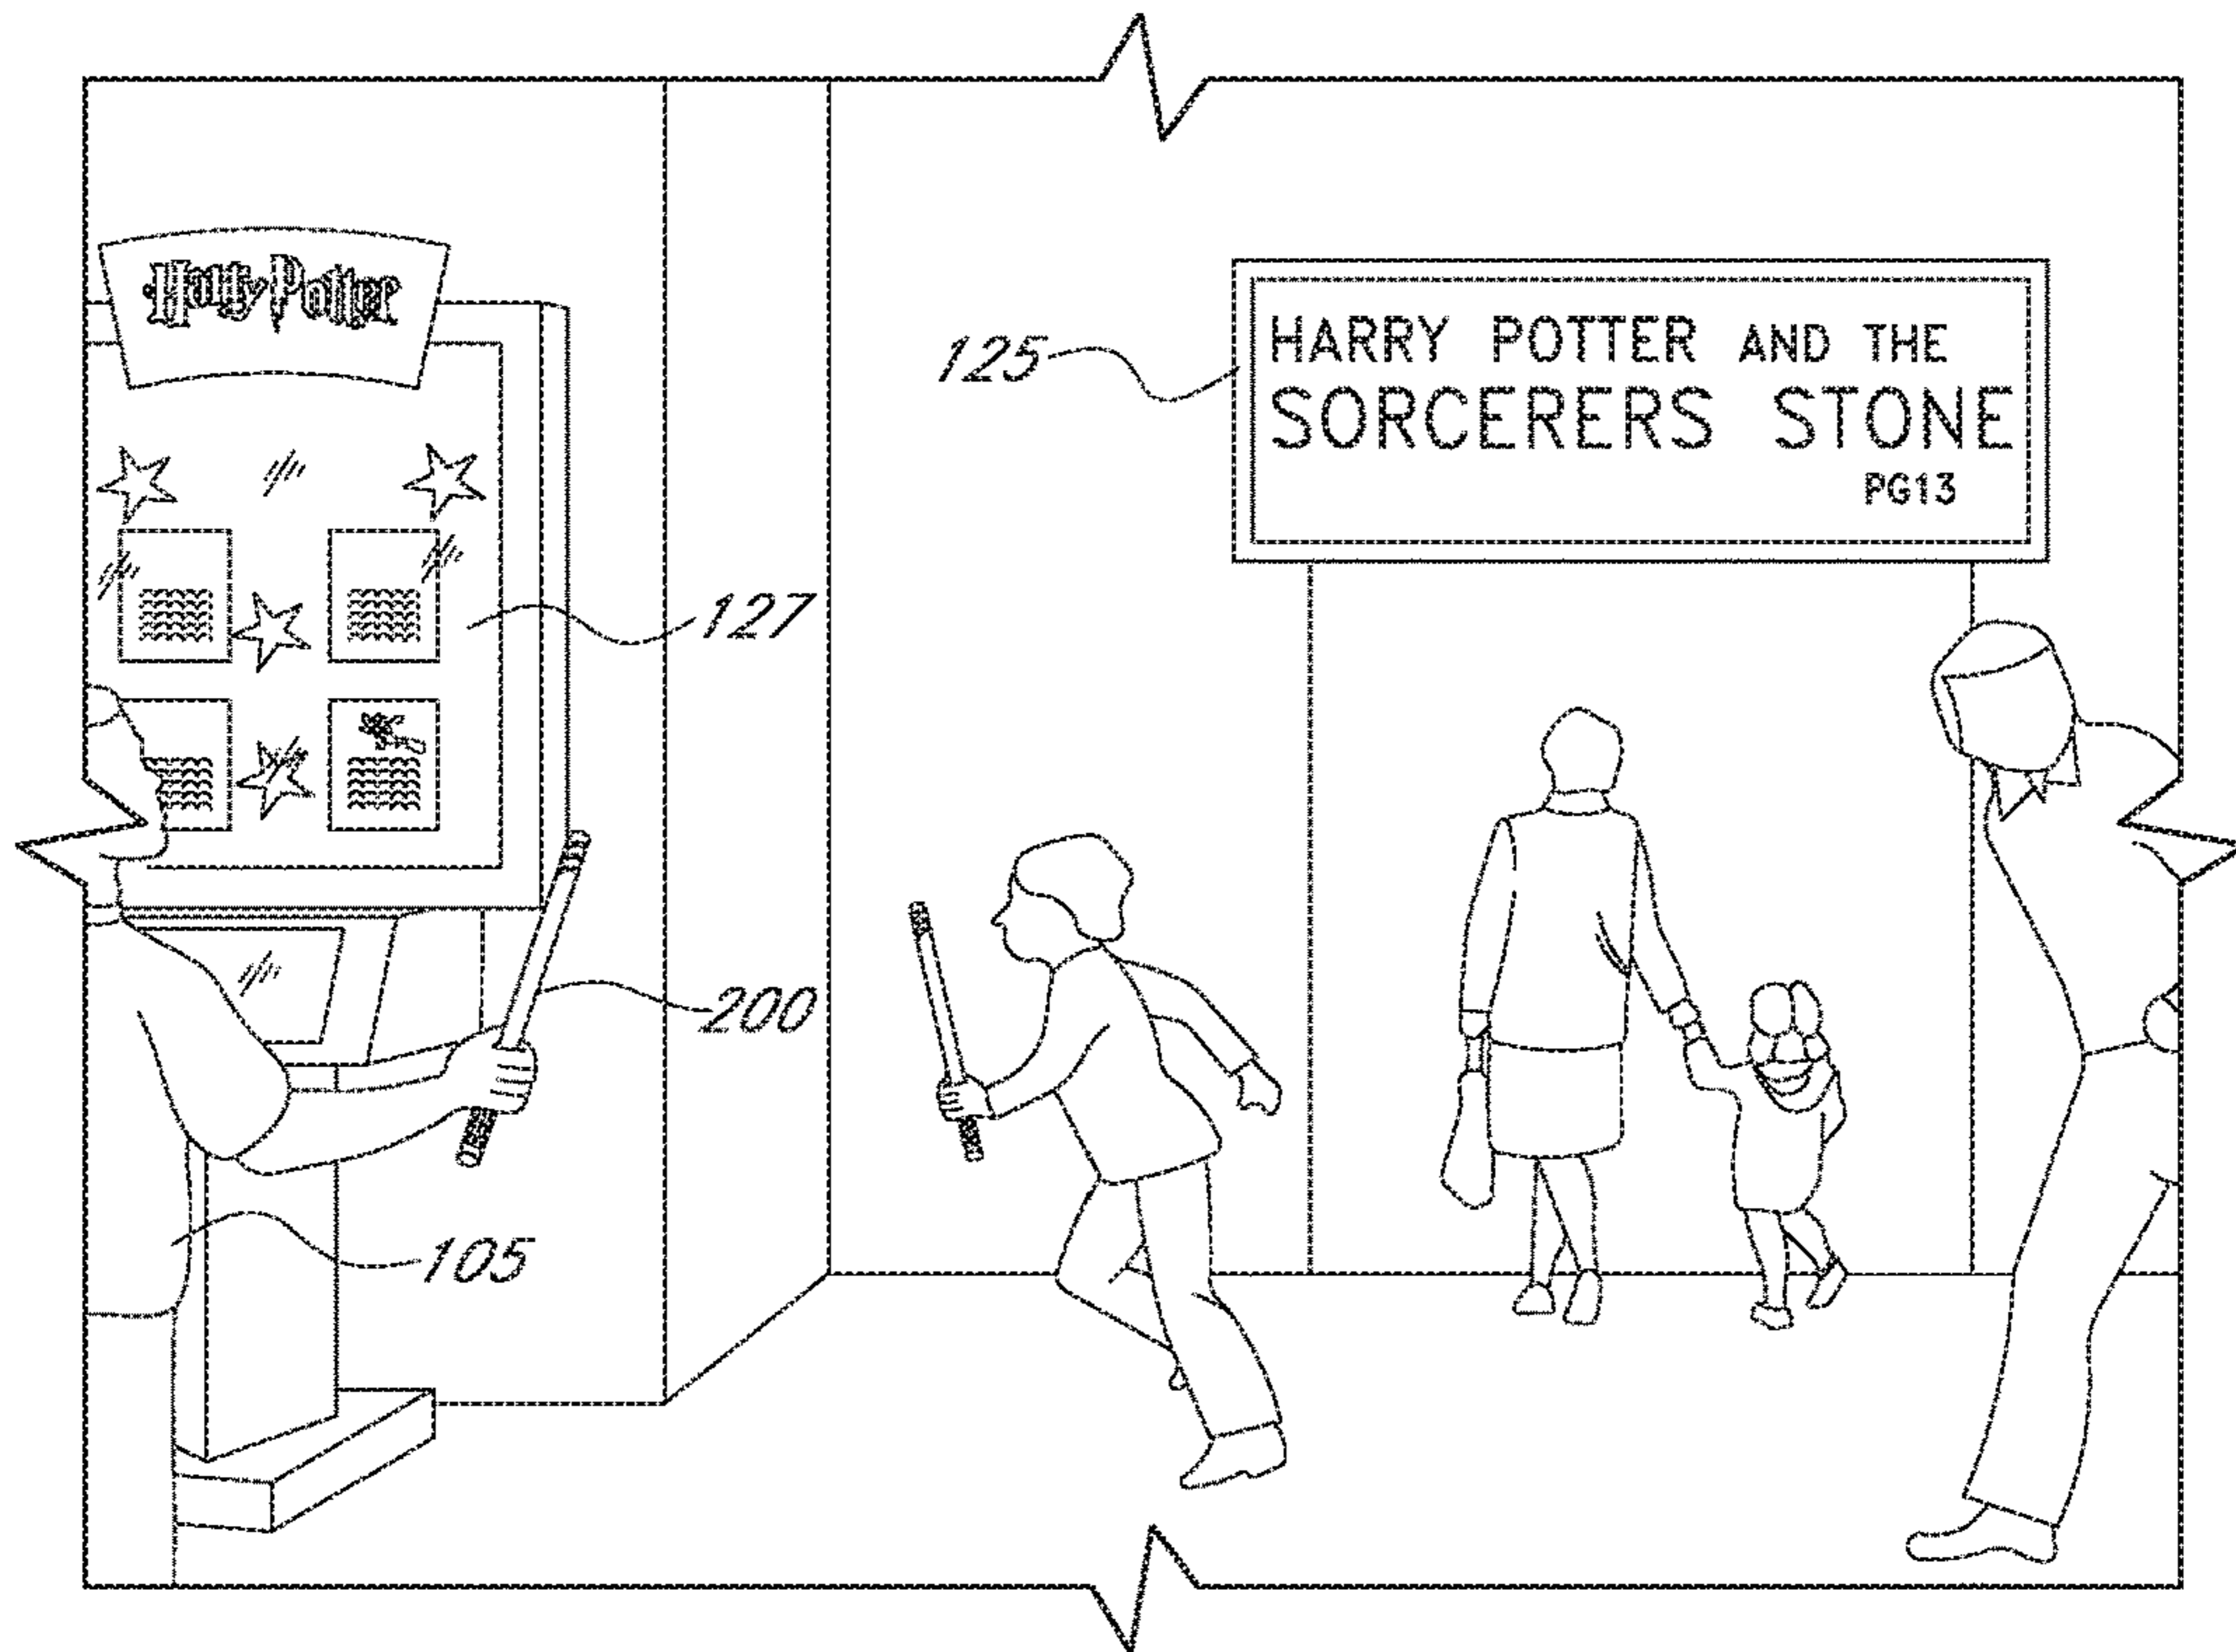 Harry Potter
125
HARRY POTTER AND THE
SORCERERS STONE
PG13
127
200
105